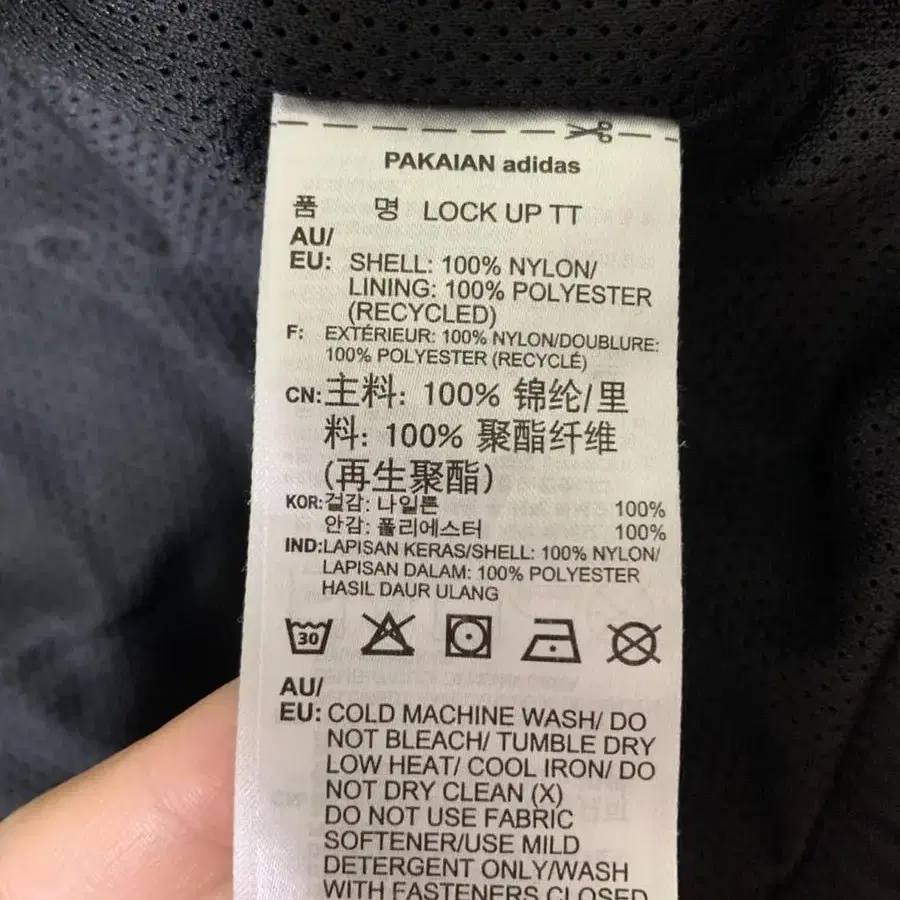 PAKAIAN adidas
품 명 LOCK UP TT
AU/
EU: SHELL: 100% NYLON/
LINING: 100% POLYESTER
(RECYCLED)
F: EXTÉRIEUR: 100% NYLON/DOUBLURE:
100% POLYESTER (RECYCLÉ)
CN:主料: 100% 锦纶/里
料: 100% 聚酯纤维
(再生聚酯)
KOR:겉감: 나일론 100%
안감: 폴리에스터 100%
IND:LAPISAN KERAS/SHELL: 100% NYLON/
LAPISAN DALAM: 100% POLYESTER
HASIL DAUR ULANG
30
AU/
EU: COLD MACHINE WASH/ DO
NOT BLEACH/ TUMBLE DRY
LOW HEAT/ COOL IRON/ DO
NOT DRY CLEAN (X)
DO NOT USE FABRIC
SOFTENER/USE MILD
DETERGENT ONLY/WASH
WITH FASTENERS CLOSED